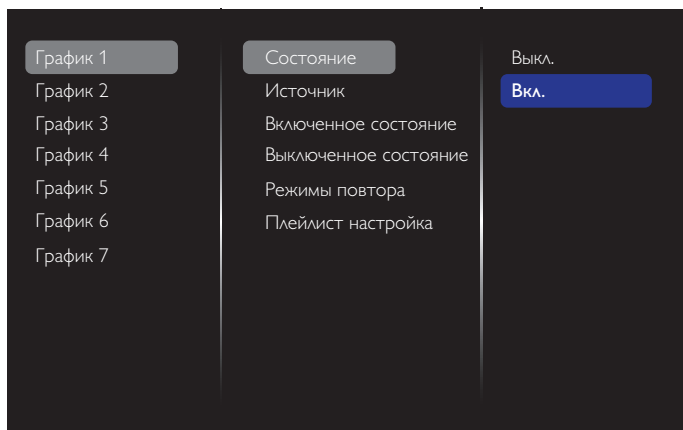 График 1
График 2
График 3
График 4
График 5
График 6
График 7
Состояние
Источник
Включенное состояние
Выключенное состояние
Режимы повтора
Плейлист настройка
Выкл.
Вкл.